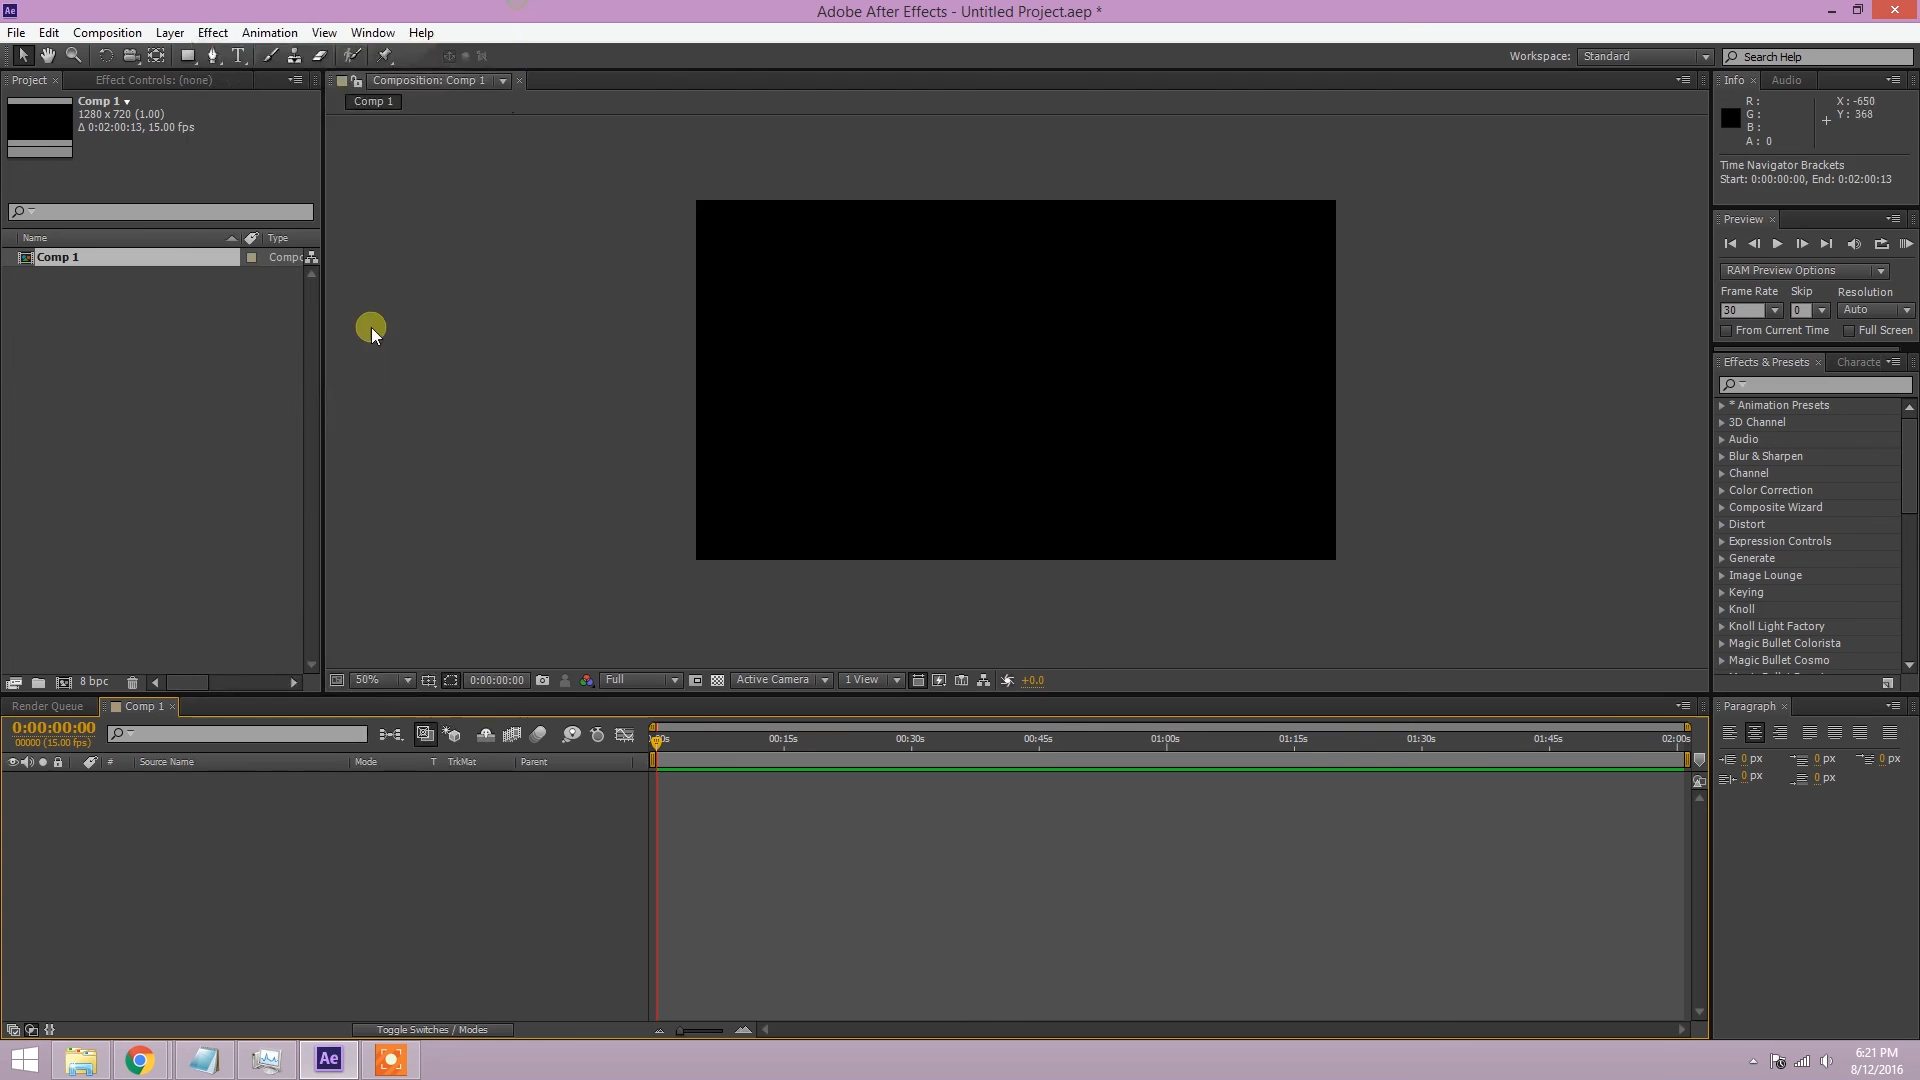 Ae
Adobe After Effects - Untitled Project.aep *
File Edit Composition Layer Effect Animation View Window Help
Workspace: Standard
Search Help
Project
Effect Controls: (none)
Comp 1
1280 x 720 (1.00)
Δ 0:02:00:13, 15.00 fps
Name
Type
Comp 1
Compo
8 bpc
Composition: Comp 1
Comp 1
50%
0:00:00:00
Full
Active Camera
1 View
+0.0
Info
Audio
R :
G :
B :
A : 0
X : -650
Y : 368
Time Navigator Brackets
Start: 0:00:00:00, End: 0:02:00:13
Preview
RAM Preview Options
Frame Rate Skip Resolution
30 0 Auto
From Current Time Full Screen
Effects & Presets
Characte
* Animation Presets
3D Channel
Audio
Blur & Sharpen
Channel
Color Correction
Composite Wizard
Distort
Expression Controls
Generate
Image Lounge
Keying
Knoll
Knoll Light Factory
Magic Bullet Colorista
Magic Bullet Cosmo
Render Queue
Comp 1
0:00:00:00
00000 (15.00 fps)
# Source Name Mode T TrkMat Parent
00:15s 00:30s 00:45s 01:00s 01:15s 01:30s 01:45s 02:00s
Toggle Switches / Modes
Paragraph
0 px 0 px 0 px
0 px 0 px
Ae
6:21 PM
8/12/2016